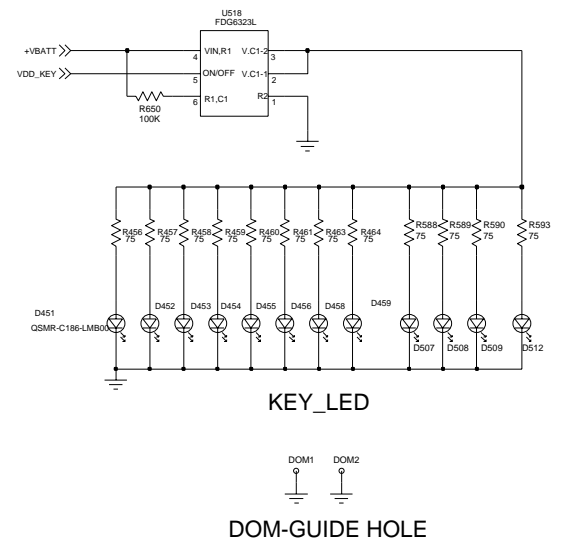 U518
FDG6323L
+VBATT
VIN,R1
V.C1-2
4
3
VDD_KEY
ON/OFF
V.C1-1
5
2
R1,C1
R2
6
1
R650
100K
R456
75
R457
75
R458
75
R459
75
R460
75
R461
75
R463
75
R464
75
R588
75
R589
75
R590
75
R593
75
D451
QSMR-C186-LMB00
D452
D453
D454
D455
D456
D458
D459
D507
D508
D509
D512
KEY_LED
DOM1
DOM2
DOM-GUIDE HOLE